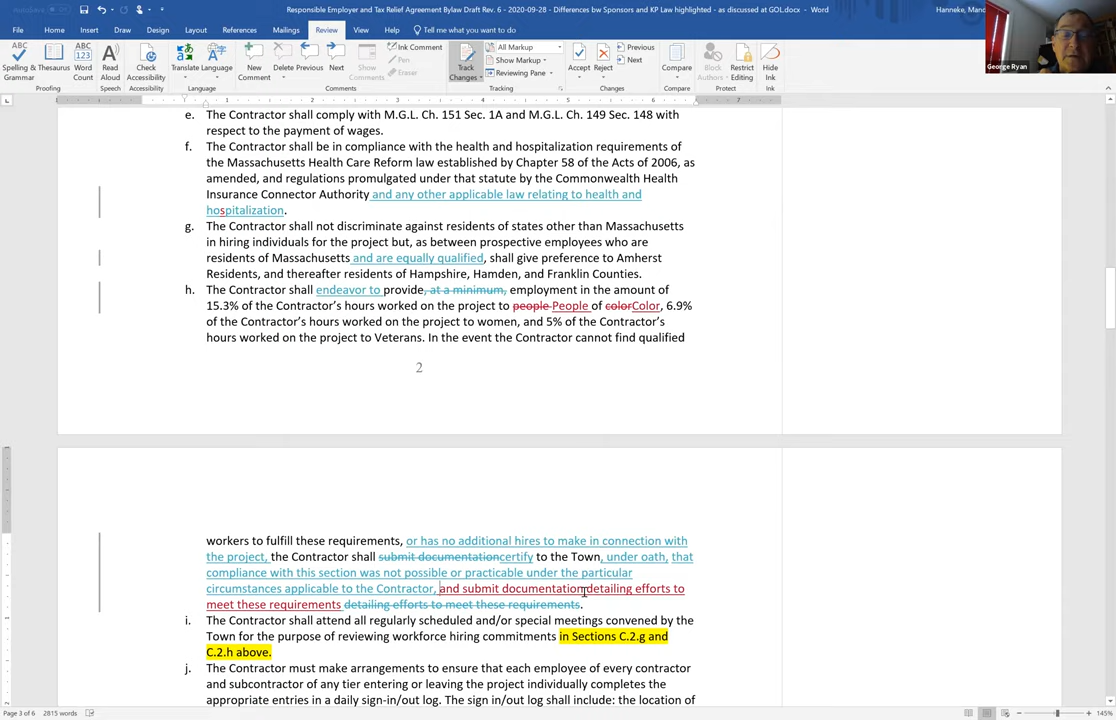 Responsible Employer and Tax Relief Agreement Bylaw Draft Rev. 6 - 2020-09-28 - Differences bw Sponsors and KP Law highlighted - as discussed at GOL.docx - Word
Hanneke, Man
File Home Insert Draw Design Layout References Mailings Review View Help Tell me what you want to do
George Ryan
Spelling & Grammar
Thesaurus
Word Count
Read Aloud
Check Accessibility
Translate
Language
New Comment
Delete
Previous
Next
Show Comments
Ink Comment
Pen
Eraser
Track Changes
All Markup
Show Markup
Reviewing Pane
Accept
Reject
Previous
Next
Compare
Block Authors
Restrict Editing
Hide Ink
Proofing Speech Accessibility Language Comments Tracking Changes Compare Protect Ink
1 2 3 4 5 6 7
e. The Contractor shall comply with M.G.L. Ch. 151 Sec. 1A and M.G.L. Ch. 149 Sec. 148 with
respect to the payment of wages.
f. The Contractor shall be in compliance with the health and hospitalization requirements of
the Massachusetts Health Care Reform law established by Chapter 58 of the Acts of 2006, as
amended, and regulations promulgated under that statute by the Commonwealth Health
Insurance Connector Authority and any other applicable law relating to health and
hospitalization.
g. The Contractor shall not discriminate against residents of states other than Massachusetts
in hiring individuals for the project but, as between prospective employees who are
residents of Massachusetts and are equally qualified, shall give preference to Amherst
Residents, and thereafter residents of Hampshire, Hamden, and Franklin Counties.
h. The Contractor shall endeavor to provide, at a minimum, employment in the amount of
15.3% of the Contractor's hours worked on the project to people People of colorColor, 6.9%
of the Contractor's hours worked on the project to women, and 5% of the Contractor's
hours worked on the project to Veterans. In the event the Contractor cannot find qualified
2
workers to fulfill these requirements, or has no additional hires to make in connection with
the project, the Contractor shall submit documentationcertify to the Town, under oath, that
compliance with this section was not possible or practicable under the particular
circumstances applicable to the Contractor, and submit documentation detailing efforts to
meet these requirements detailing efforts to meet these requirements.
i. The Contractor shall attend all regularly scheduled and/or special meetings convened by the
Town for the purpose of reviewing workforce hiring commitments in Sections C.2.g and
C.2.h above.
j. The Contractor must make arrangements to ensure that each employee of every contractor
and subcontractor of any tier entering or leaving the project individually completes the
appropriate entries in a daily sign-in/out log. The sign in/out log shall include: the location of
Page 3 of 6 2815 words
145%